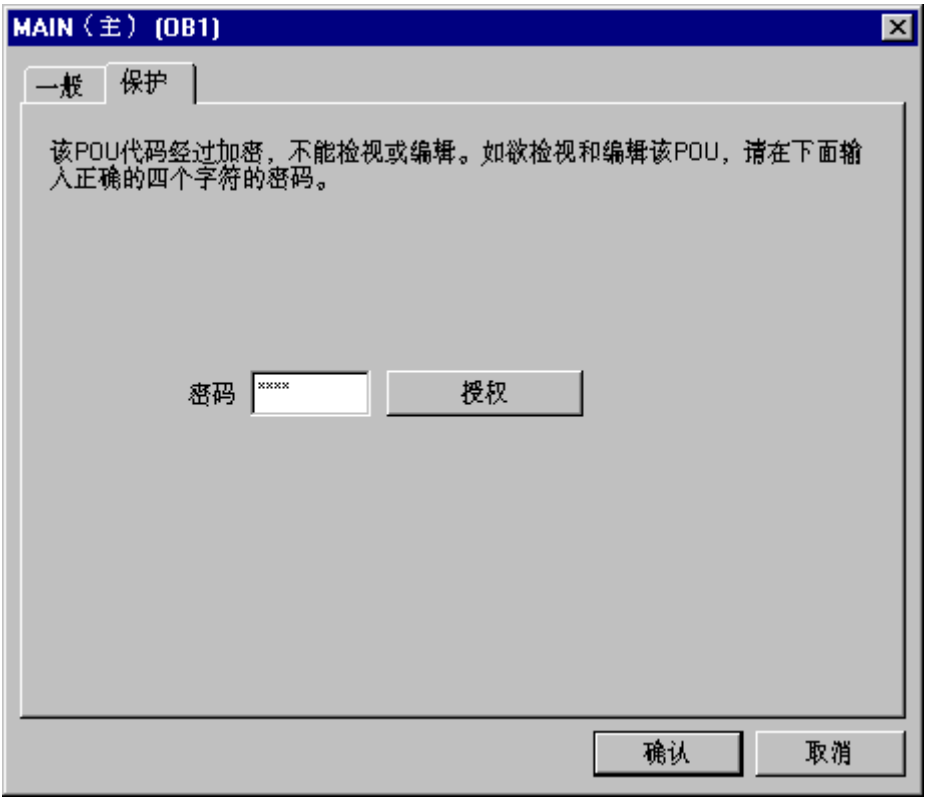 MAIN（主） (OB1)
一般 保护
该POU代码经过加密，不能检视或编辑。如欲检视和编辑该POU，请在下面输
入正确的四个字符的密码。
密码 **** 授权
确认 取消